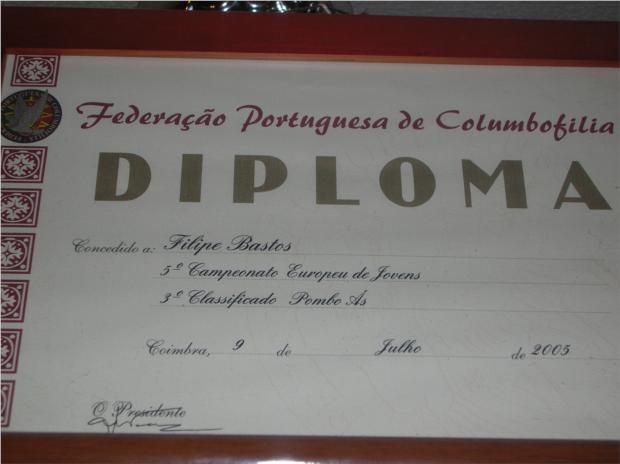 Federação Portuguesa de Columbofilia
DIPLOMA
Concedido a: Filipe Bastos
5º Campeonato Europeu de Jovens
3º Classificado Pombo Ás
Coimbra, 9 de Julho de 2005
O Presidente